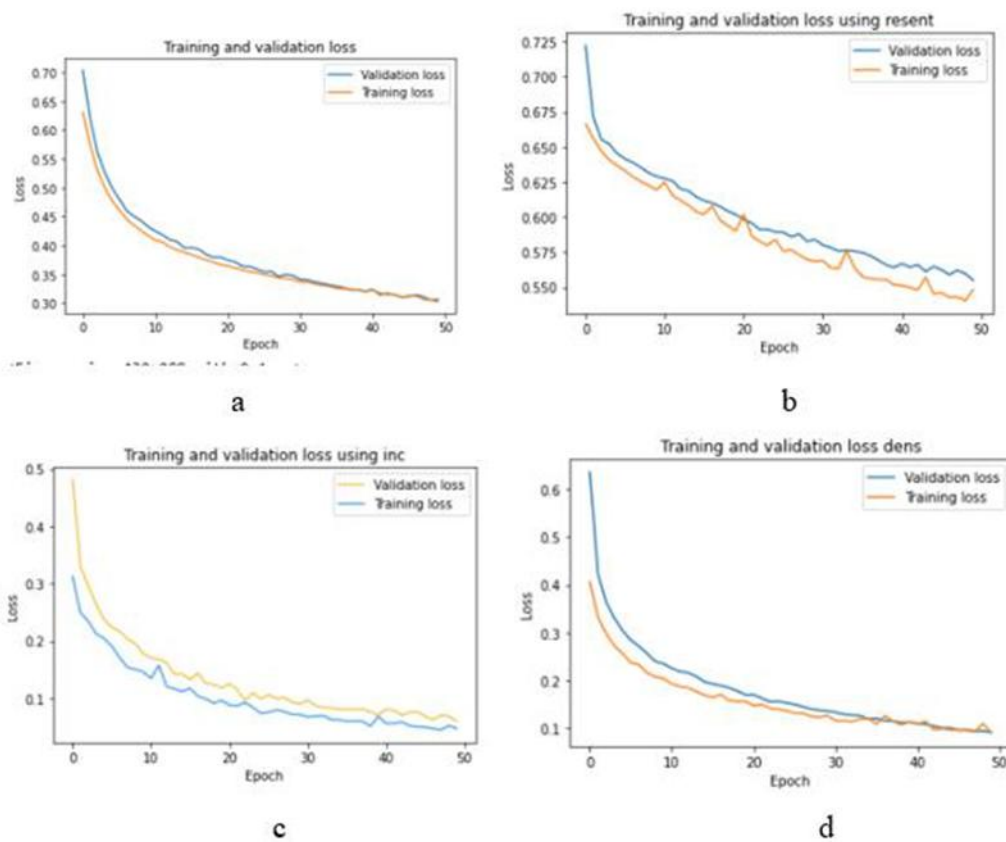 Training and validation loss
Loss
0.70
0.65
0.60
0.55
0.50
0.45
0.40
0.35
0.30
Validation loss
Training loss
0 10 20 30 40 50
Epoch
a
Training and validation loss using resent
Loss
0.725
0.700
0.675
0.650
0.625
0.600
0.575
0.550
Validation loss
Training loss
0 10 20 30 40 50
Epoch
b
Training and validation loss using inc
Loss
0.5
0.4
0.3
0.2
0.1
Validation loss
Training loss
0 10 20 30 40 50
Epoch
c
Training and validation loss dens
Loss
0.6
0.5
0.4
0.3
0.2
0.1
Validation loss
Training loss
0 10 20 30 40 50
Epoch
d